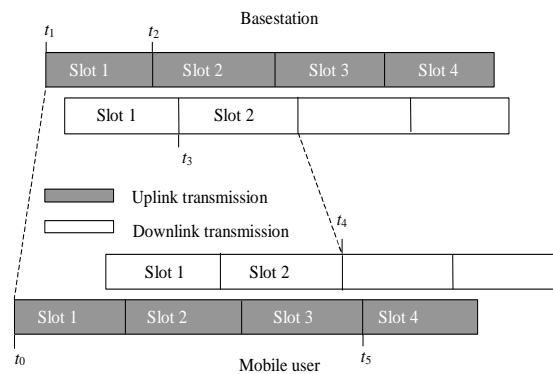 Basestation
t1 t2
Slot 1 Slot 2 Slot 3 Slot 4
Slot 1 Slot 2
t3
Uplink transmission
Downlink transmission
t4
Slot 1 Slot 2
Slot 1 Slot 2 Slot 3 Slot 4
t0 t5
Mobile user